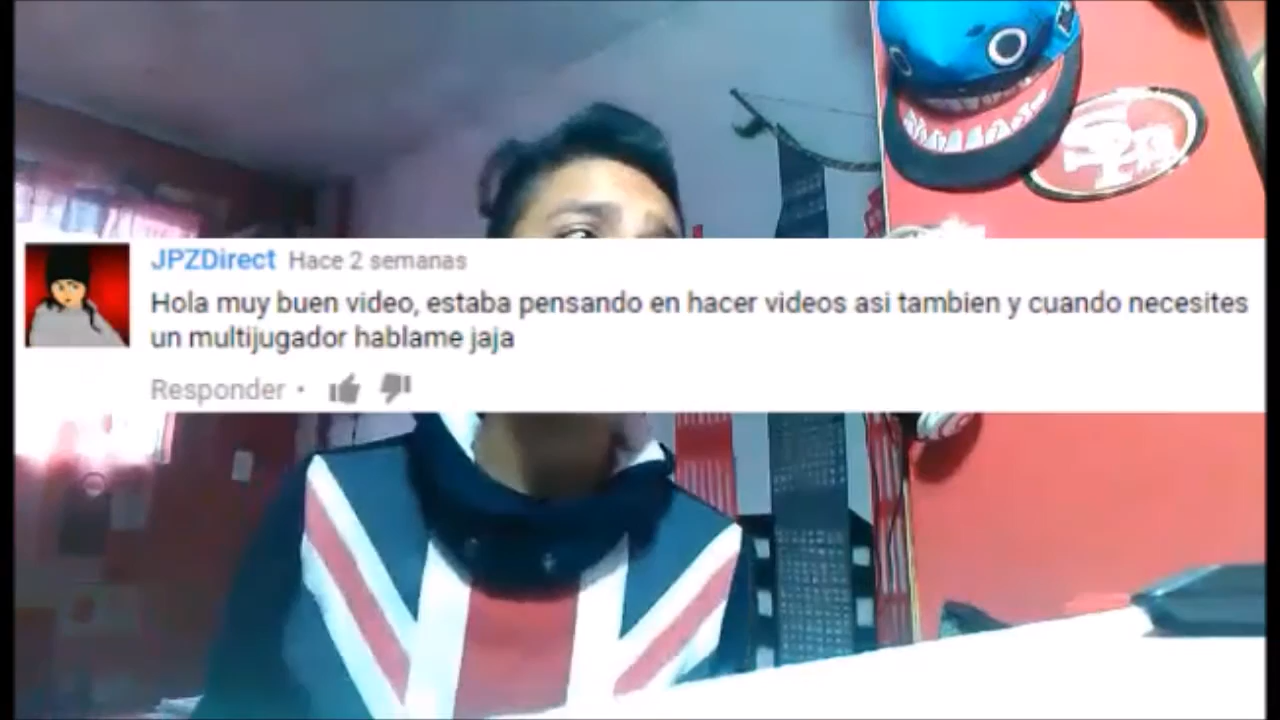 JPZDirect Hace 2 semanas
Hola muy buen video, estaba pensando en hacer videos asi tambien y cuando necesites
un multijugador hablame jaja
Responder •
SF